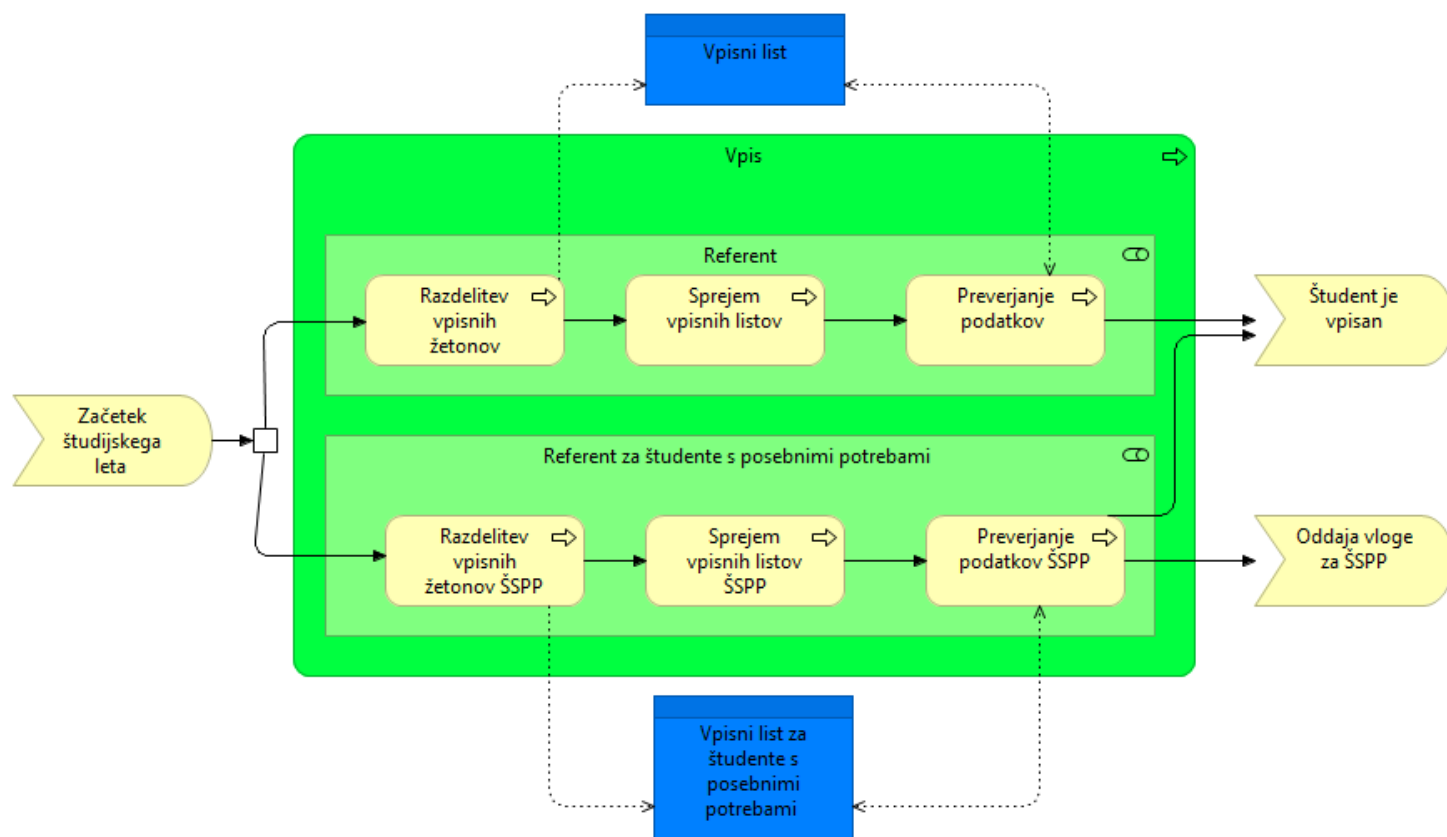 Vpisni list
Vpis
Referent
Razdelitev
vpisnih
žetonov
Sprejem
vpisnih listov
Preverjanje
podatkov
Študent je
vpisan
Začetek
študijskega
leta
Referent za študente s posebnimi potrebami
Razdelitev
vpisnih
žetonov ŠSPP
Sprejem
vpisnih listov
ŠSPP
Preverjanje
podatkov ŠSPP
Oddaja vloge
za ŠSPP
Vpisni list za
študente s
posebnimi
potrebami